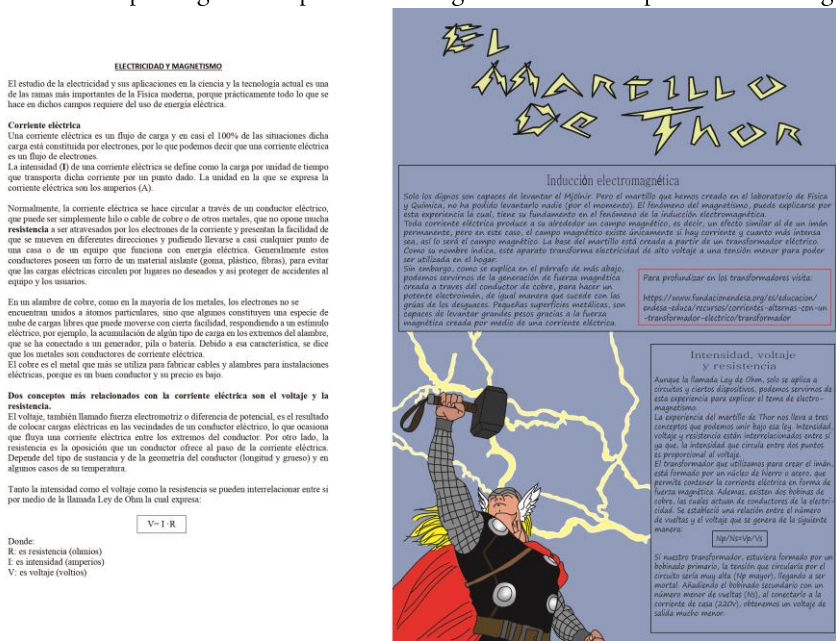 ELECTRICIDAD Y MAGNETISMO
El estudio de la electricidad y sus aplicaciones en la ciencia y la tecnología actual es una
de las ramas más importantes de la Física moderna, porque prácticamente todo lo que se
hace en dichos campos requiere del uso de energía eléctrica.
Corriente eléctrica
Una corriente eléctrica es un flujo de carga y en casi el 100% de las situaciones dicha
carga está constituida por electrones, por lo que podemos decir que una corriente eléctrica
es un flujo de electrones.
La intensidad (I) de una corriente eléctrica se define como la carga por unidad de tiempo
que transporta dicha corriente por un punto dado. La unidad en la que se expresa la
corriente eléctrica son los amperios (A).
Normalmente, la corriente eléctrica se hace circular a través de un conductor eléctrico,
que puede ser simplemente hilo o cable de cobre o de otros metales, que no opone mucha
resistencia a ser atravesados por los electrones de la corriente y presentan la facilidad de
que se mueven en diferentes direcciones y pudiendo llevarse a casi cualquier punto de
una casa o de un equipo que funciona con energía eléctrica. Generalmente estos
conductores poseen un forro de un material aislante (goma, plástico, fibras), para evitar
que las cargas eléctricas circulen por lugares no deseados y así proteger de accidentes al
equipo y los usuarios.
En un alambre de cobre, como en la mayoría de los metales, los electrones no se
encuentran unidos a átomos particulares, sino que algunos constituyen una especie de
nube de cargas libres que puede moverse con cierta facilidad, respondiendo a un estímulo
eléctrico, por ejemplo, la acumulación de algún tipo de carga en los extremos del alambre,
que se ha conectado a un generador, pila o batería. Debido a esa característica, se dice
que los metales son conductores de corriente eléctrica.
El cobre es el metal que más se utiliza para fabricar cables y alambres para instalaciones
eléctricas, porque es un buen conductor y su precio es bajo.
Dos conceptos más relacionados con la corriente eléctrica son el voltaje y la
resistencia.
El voltaje, también llamado fuerza electromotriz o diferencia de potencial, es el resultado
de colocar cargas eléctricas en las vecindades de un conductor eléctrico, lo que ocasiona
que fluya una corriente eléctrica entre los extremos del conductor. Por otro lado, la
resistencia es la oposición que un conductor ofrece al paso de la corriente eléctrica.
Depende del tipo de sustancia y de la geometría del conductor (longitud y grueso) y en
algunos casos de su temperatura.
Tanto la intensidad como el voltaje como la resistencia se pueden interrelacionar entre si
por medio de la llamada Ley de Ohm la cual expresa:
V= I ·R
Donde:
R: es resistencia (ohmios)
I: es intensidad (amperios)
V: es voltaje (voltios)
El
Martillo
De Thor
Inducción electromagnética
Solo los dignos son capaces de levantar el Mjölnir. Pero el martillo que hemos creado en el laboratorio de Física
y Química, no ha podido levantarlo nadie (por el momento). El fenómeno del magnetismo, puede explicarse por
esta experiencia la cual, tiene su fundamento en el fenómeno de la inducción electromagnética.
Toda corriente eléctrica produce a su alrededor un campo magnético, es decir, un efecto similar al de un imán
permanente, pero en este caso, el campo magnético existe únicamente si hay corriente y cuanto más intensa
sea, así lo será el campo magnético. La base del martillo está creada a partir de un transformador eléctrico.
Como su nombre indica, este aparato transforma electricidad de alto voltaje a una tensión menor para poder
ser utilizada en el hogar.
Sin embargo, como se explica en el párrafo de más abajo,
podemos servirnos de la generación de fuerza magnética
creada a traves del conductor de cobre, para hacer un
potente electroimán, de igual manera que sucede con las
grúas de los desguaces. Pequeñas superficies metálicas, son
capaces de levantar grandes pesos gracias a la fuerza
magnética creada por medio de una corriente eléctrica.
Para profundizar en los transformadores visita:
https://www.fundacionendesa.org/es/educacion/
endesa-educa/recursos/corrientes-alternas-con-un
-transformador-electrico/transformador
Intensidad, voltaje
y resistencia
Aunque la llamada Ley de Ohm, solo se aplica a
circuitos y ciertos dispositivos, podemos servirnos de
esta experiencia para explicar el tema de electro-
magnetismo.
La experiencia del martillo de Thor nos lleva a tres
conceptos que podemos unir bajo esa ley. Intensidad,
voltaje y resistencia están interrelacionados entre sí
ya que, la intensidad que circula entre dos puntos
es proporcional al voltaje.
El transformador que utilizamos para crear el imán,
está formado por un núcleo de hierro o acero, que
permite contener la corriente eléctrica en forma de
fuerza magnética. Ademas, existen dos bobinas de
cobre, las cuales actuan de conductores de la electri-
cidad. Se estableció una relación entre el número
de vueltas y el voltaje que se genera de la siguiente
manera:
Np/Ns=Vp/Vs
Si nuestro transformador, estuviera formado por un
bobinado primario, la tensión que circularía por el
circuito sería muy alta (Np mayor), llegando a ser
mortal. Añadiendo el bobinado secundario con un
número menor de vueltas (Ns), al conectarlo a la
corriente de casa (220v), obtenemos un voltaje de
salida mucho menor.